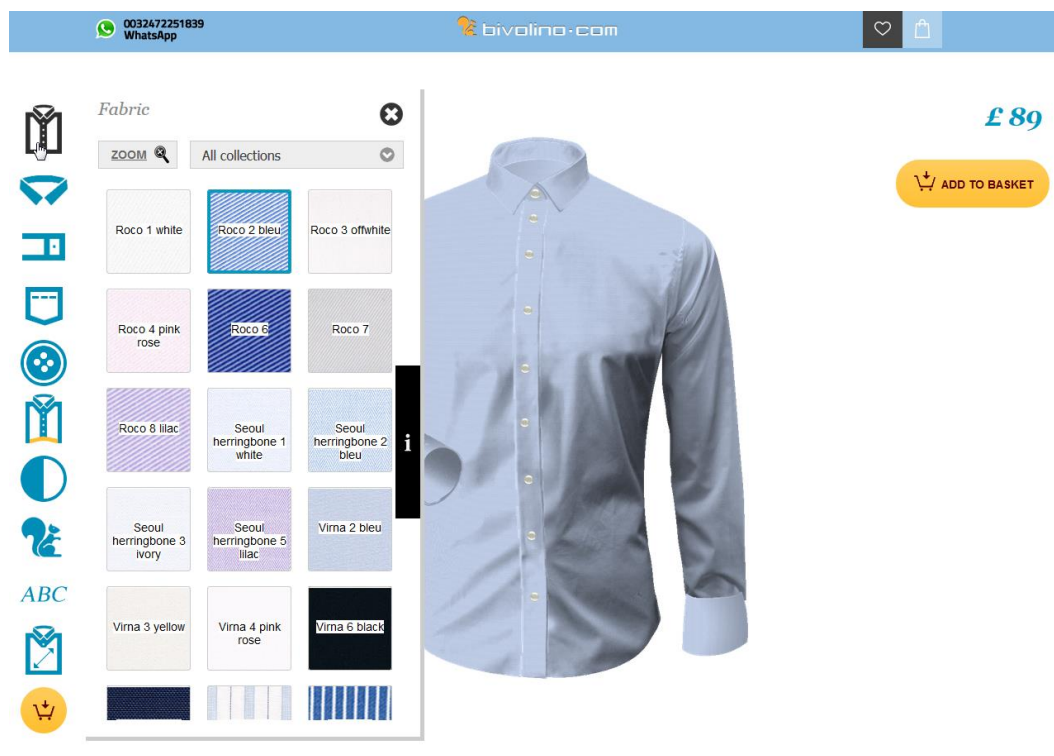 0032472251839
WhatsApp
bivolino.com
Fabric
£ 89
ZOOM
All collections
ADD TO BASKET
Roco 1 white
Roco 2 bleu
Roco 3 offwhite
Roco 4 pink
rose
Roco 6
Roco 7
Roco 8 lilac
Seoul
herringbone 1
white
Seoul
herringbone 2
bleu
i
Seoul
herringbone 3
ivory
Seoul
herringbone 5
lilac
Virna 2 bleu
ABC
Virna 3 yellow
Virna 4 pink
rose
Virna 6 black